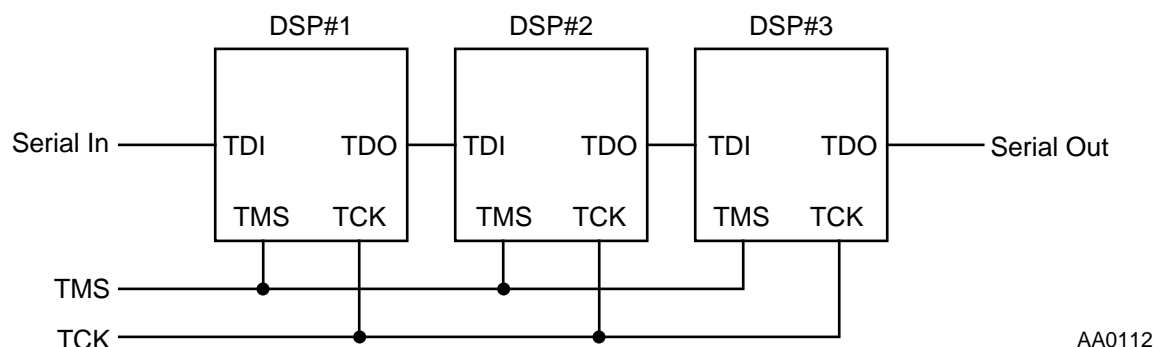 DSP#1 DSP#2 DSP#3
Serial In TDI TDO TDI TDO TDI TDO Serial Out
TMS TCK TMS TCK TMS TCK
TMS
TCK
AA0112